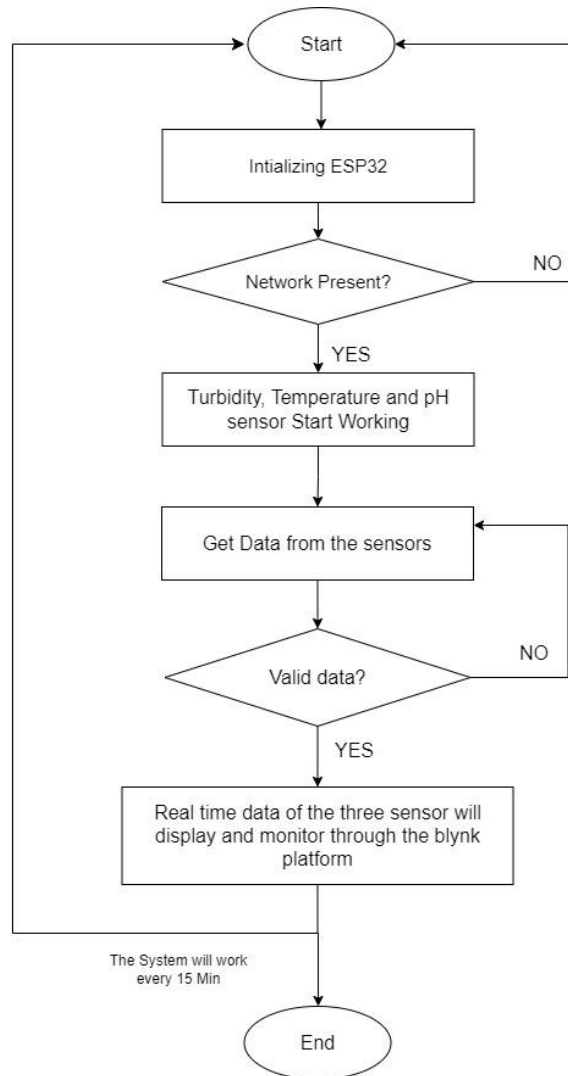 Start
Intializing ESP32
Network Present?
NO
YES
Turbidity, Temperature and pH
sensor Start Working
Get Data from the sensors
Valid data?
NO
YES
Real time data of the three sensor will
display and monitor through the blynk
platform
The System will work
every 15 Min
End